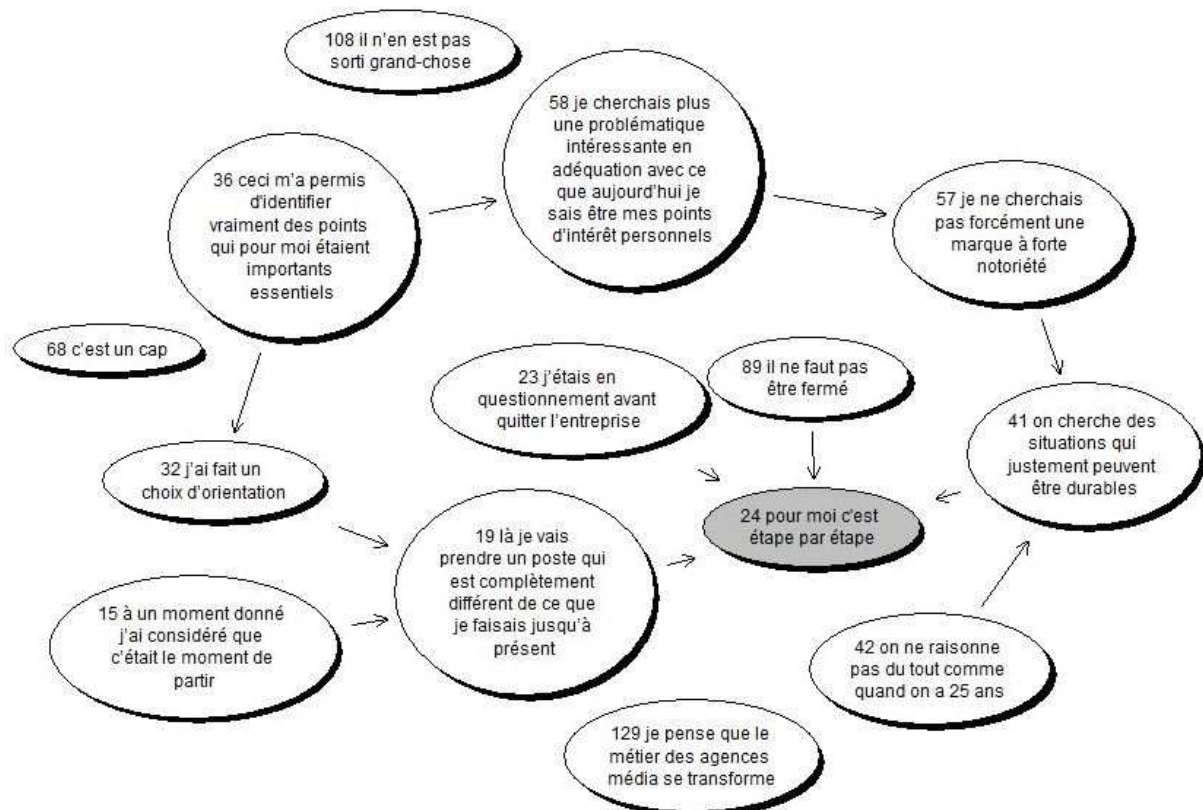 108 il n'en est pas
sorti grand-chose
58 je cherchais plus
une problématique
intéressante en
adéquation avec ce
que aujourd'hui je
sais être mes points
d'intérêt personnels
36 ceci m'a permis
d'identifier
vraiment des points
qui pour moi étaient
importants
essentiels
57 je ne cherchais
pas forcément une
marque à forte
notoriété
68 c'est un cap
23 j'étais en
questionnement avant
quitter l'entreprise
89 il ne faut pas
être fermé
41 on cherche des
situations qui
justement peuvent
être durables
32 j'ai fait un
choix d'orientation
24 pour moi c'est
étape par étape
19 là je vais
prendre un poste qui
est complètement
différent de ce que
je faisais jusqu'à
présent
15 à un moment donné
j'ai considéré que
c'était le moment de
partir
42 on ne raisonne
pas du tout comme
quand on a 25 ans
129 je pense que le
métier des agences
média se transforme